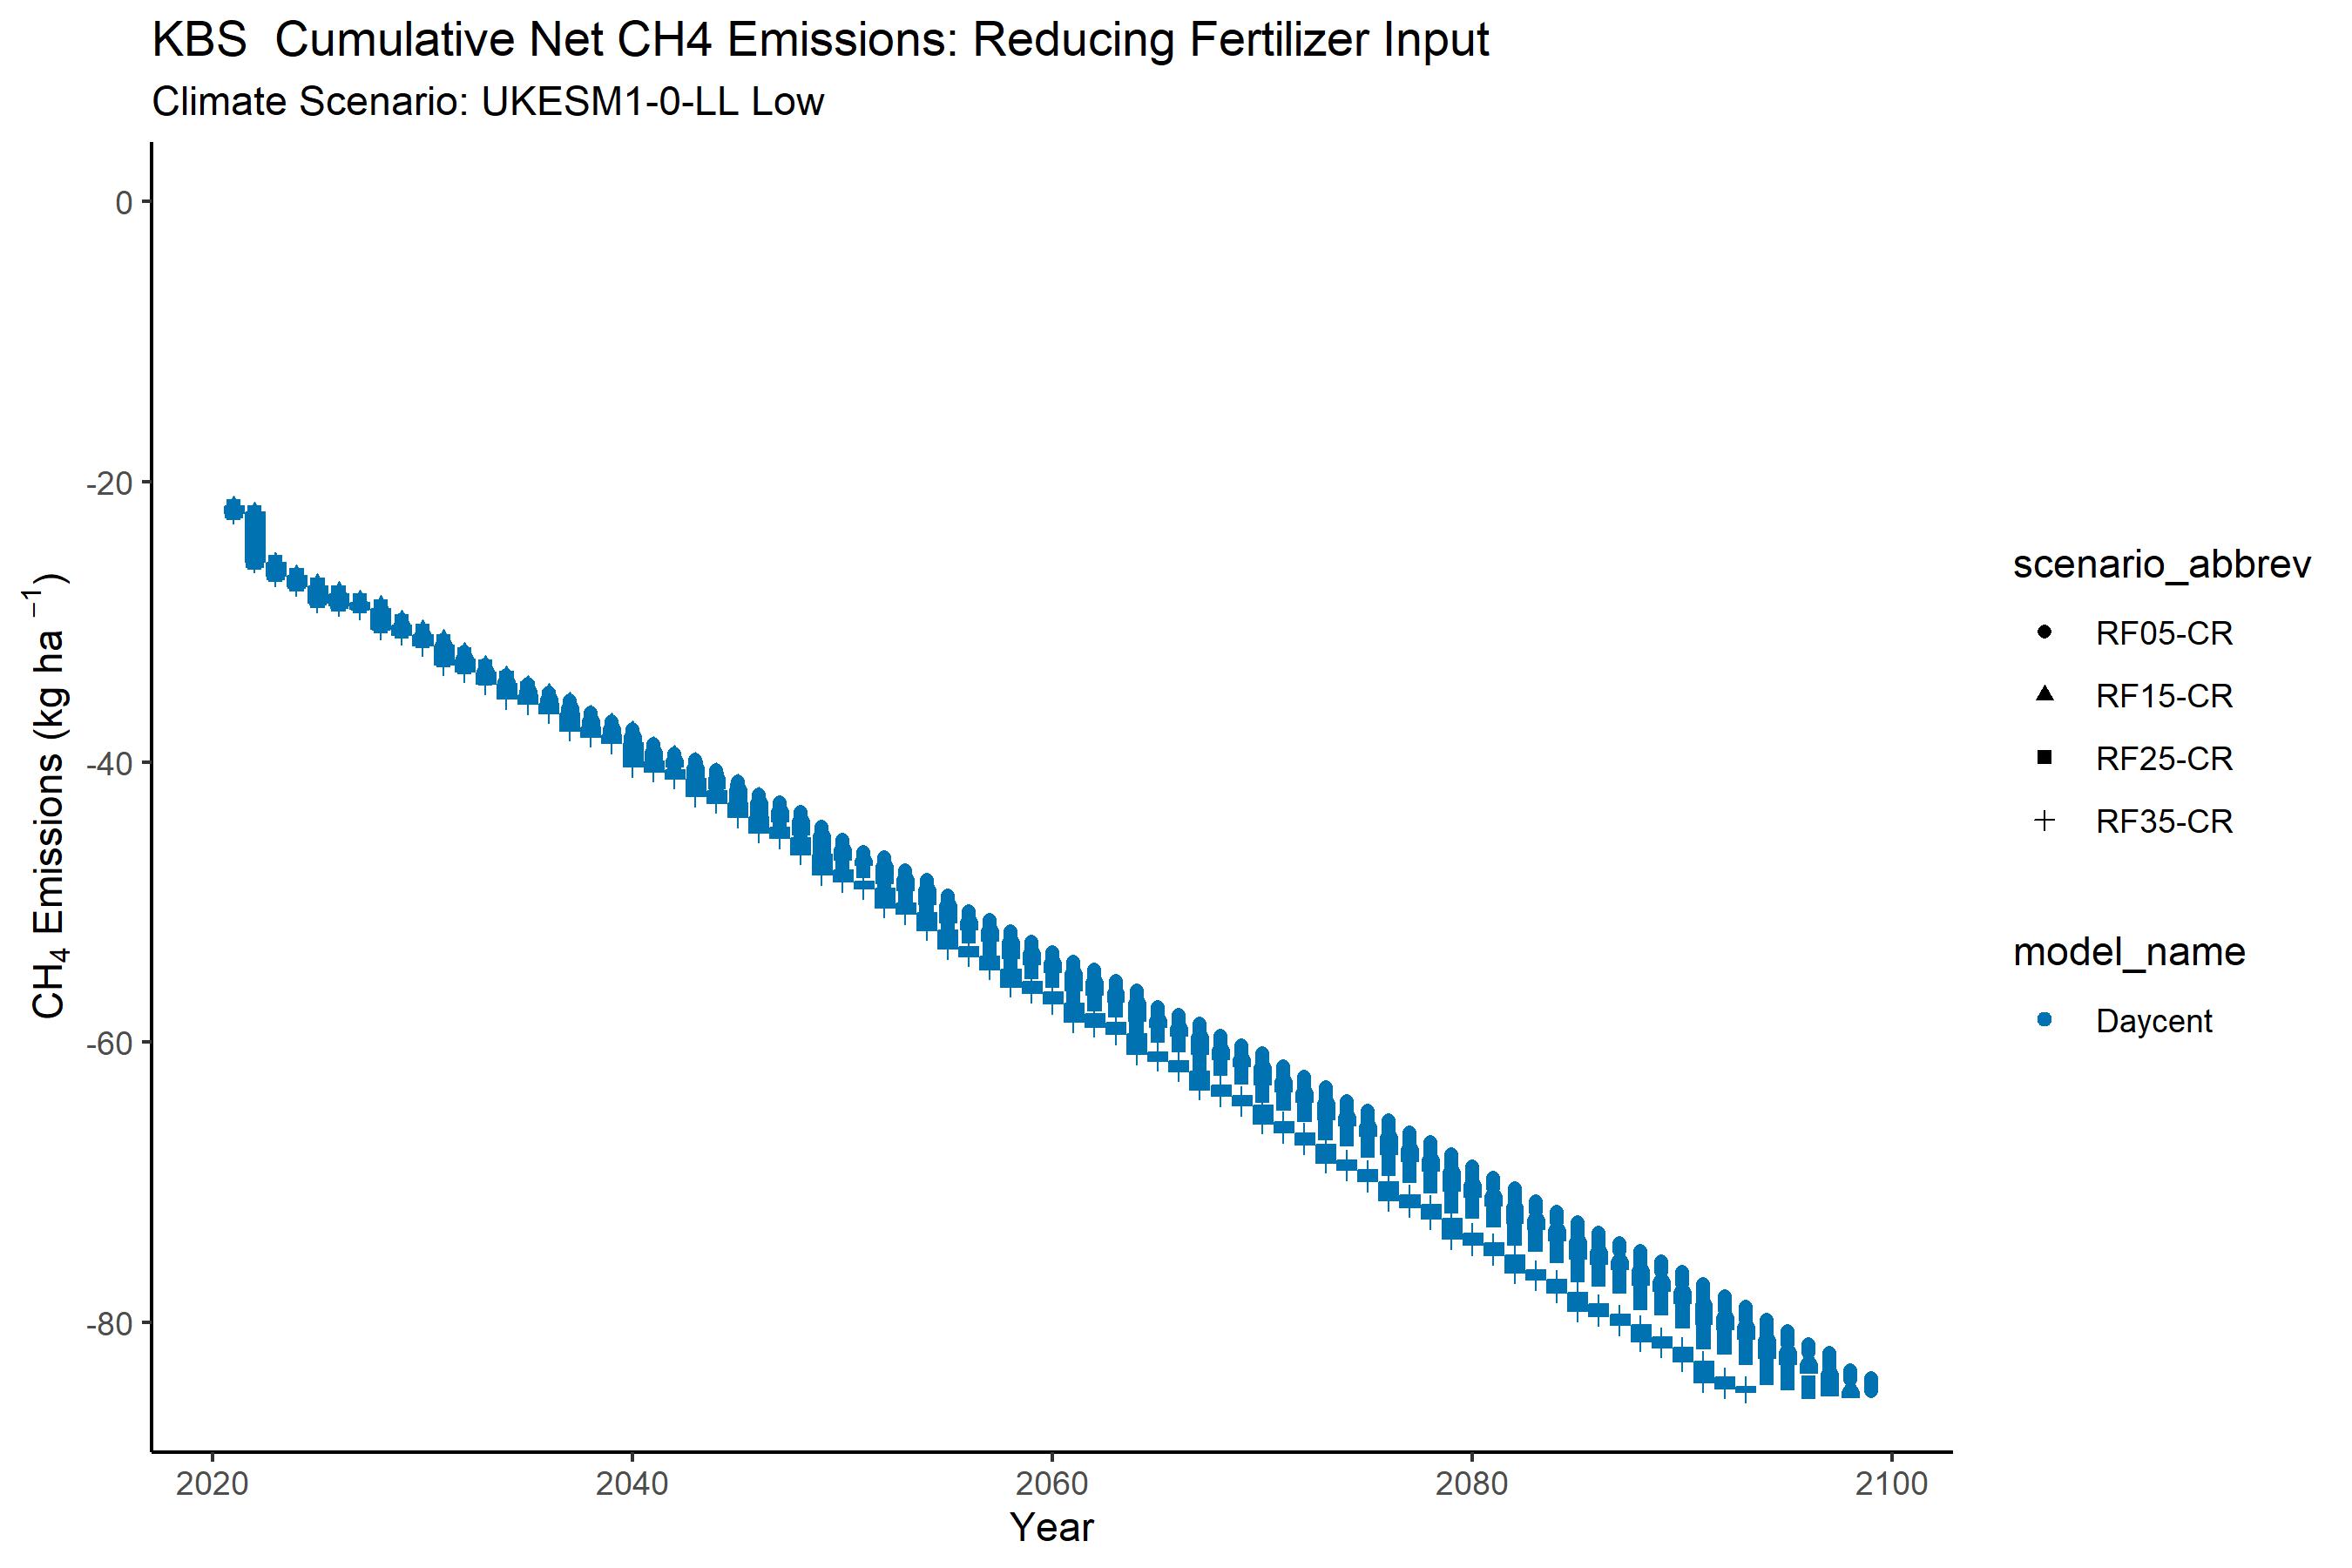 KBS  Cumulative Net CH4 Emissions: Reducing Fertilizer Input
Climate Scenario: UKESM1-0-LL Low
0
-20
-40
-60
-80
CH₄ Emissions (kg ha ⁻¹)
2020 2040 2060 2080 2100
Year
scenario_abbrev
RF05-CR
RF15-CR
RF25-CR
RF35-CR
model_name
Daycent